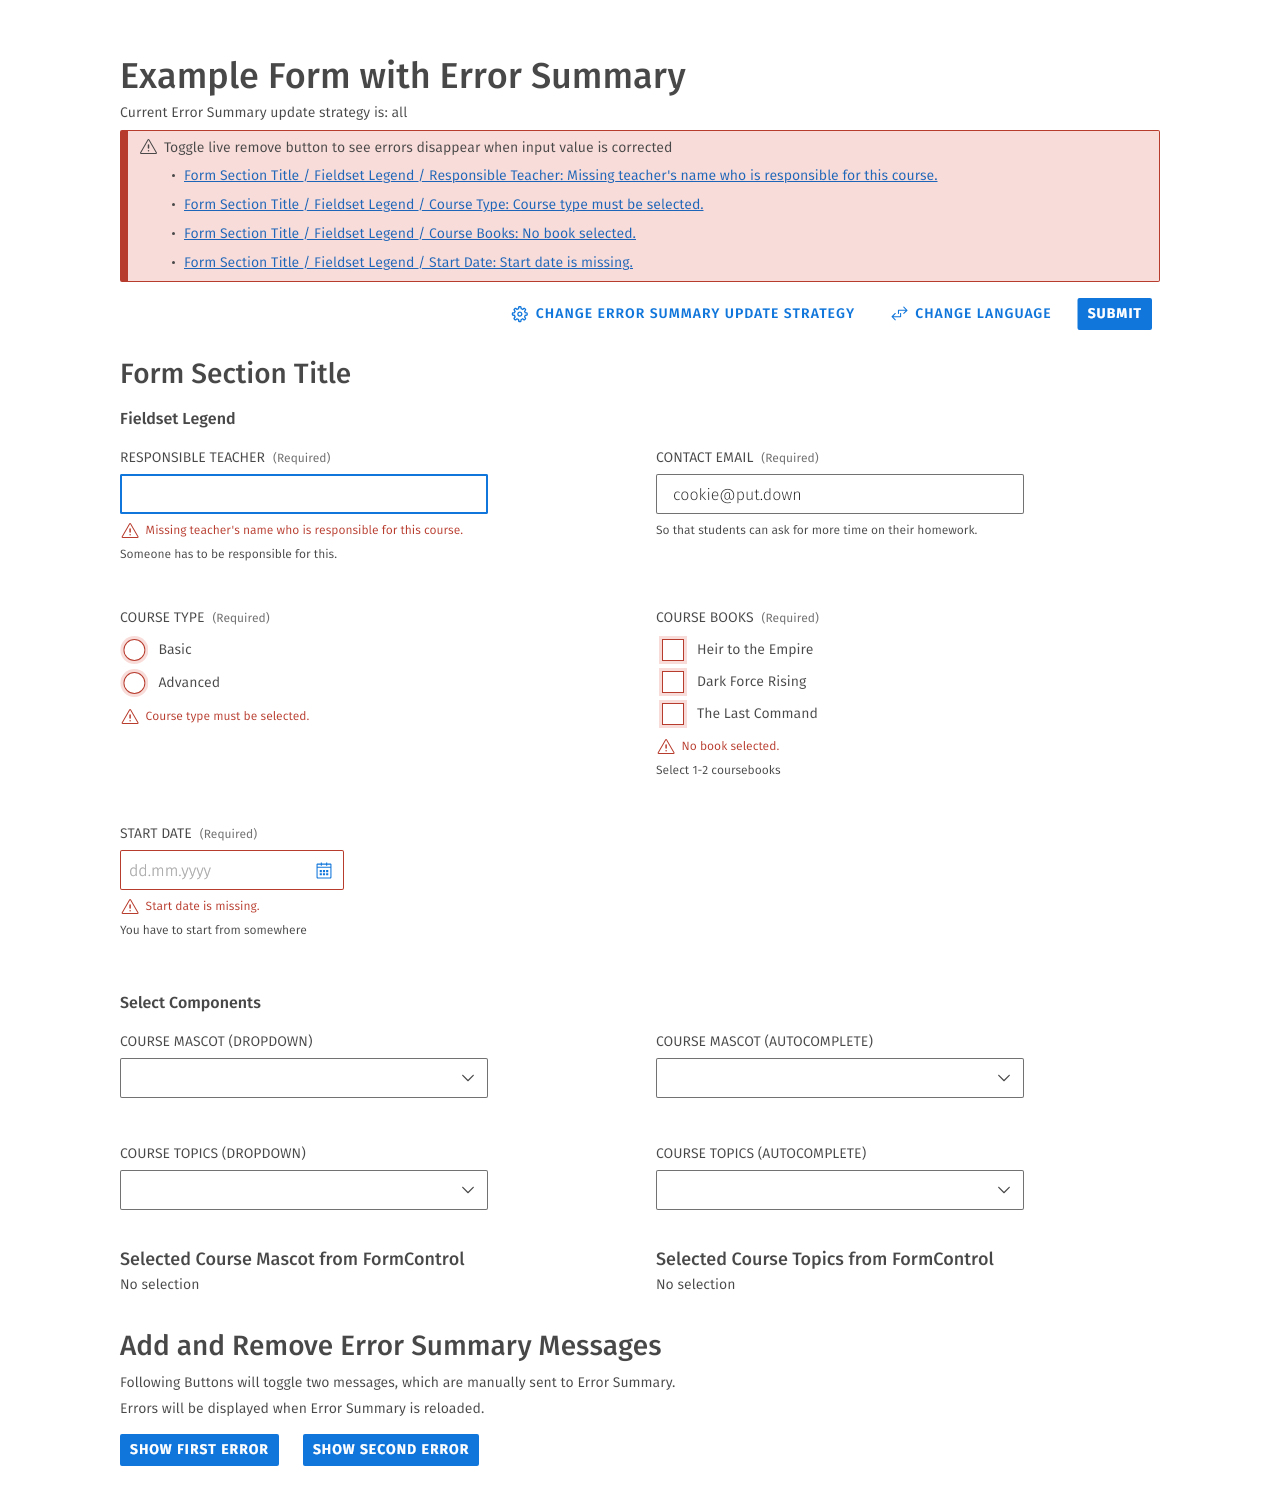 Example Form with Error Summary
Current Error Summary update strategy is: all
Toggle live remove button to see errors disappear when input value is corrected
• Form Section Title / Fieldset Legend / Responsible Teacher: Missing teacher's name who is responsible for this course.
• Form Section Title / Fieldset Legend / Course Type: Course type must be selected.
• Form Section Title / Fieldset Legend / Course Books: No book selected.
• Form Section Title / Fieldset Legend / Start Date: Start date is missing.
CHANGE ERROR SUMMARY UPDATE STRATEGY CHANGE LANGUAGE SUBMIT
Form Section Title
Fieldset Legend
RESPONSIBLE TEACHER (Required)
Missing teacher's name who is responsible for this course.
Someone has to be responsible for this.
CONTACT EMAIL (Required)
cookie@put.down
So that students can ask for more time on their homework.
COURSE TYPE (Required)
Basic
Advanced
Course type must be selected.
COURSE BOOKS (Required)
Heir to the Empire
Dark Force Rising
The Last Command
No book selected.
Select 1-2 coursebooks
START DATE (Required)
dd.mm.yyyy
Start date is missing.
You have to start from somewhere
Select Components
COURSE MASCOT (DROPDOWN)
COURSE MASCOT (AUTOCOMPLETE)
COURSE TOPICS (DROPDOWN)
COURSE TOPICS (AUTOCOMPLETE)
Selected Course Mascot from FormControl
No selection
Selected Course Topics from FormControl
No selection
Add and Remove Error Summary Messages
Following Buttons will toggle two messages, which are manually sent to Error Summary.
Errors will be displayed when Error Summary is reloaded.
SHOW FIRST ERROR SHOW SECOND ERROR